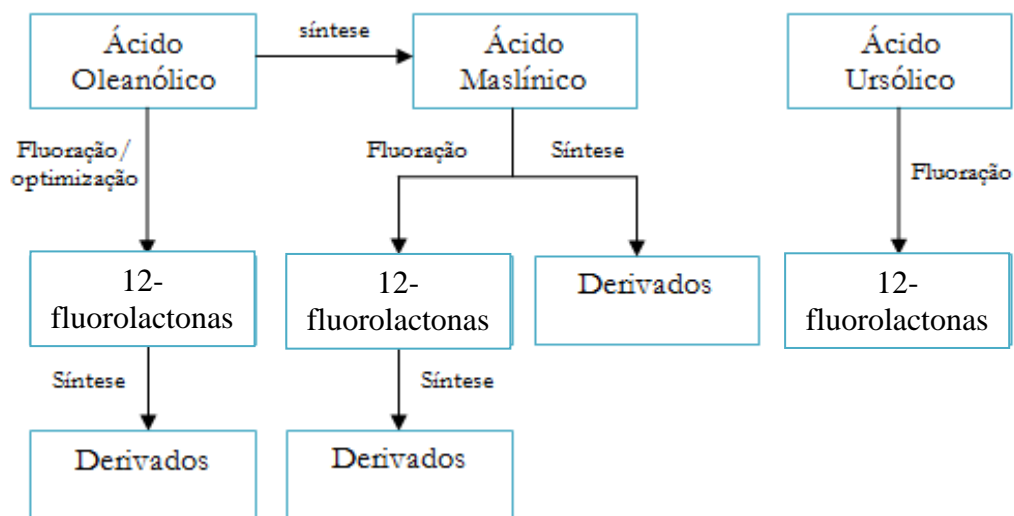 Ácido
Oleanólico
síntese
Ácido
Maslínico
Ácido
Ursólico
Fluoração/
optimização
Fluoração
Síntese
Fluoração
12-
fluorolactonas
12-
fluorolactonas
Derivados
12-
fluorolactonas
Síntese
Síntese
Derivados
Derivados